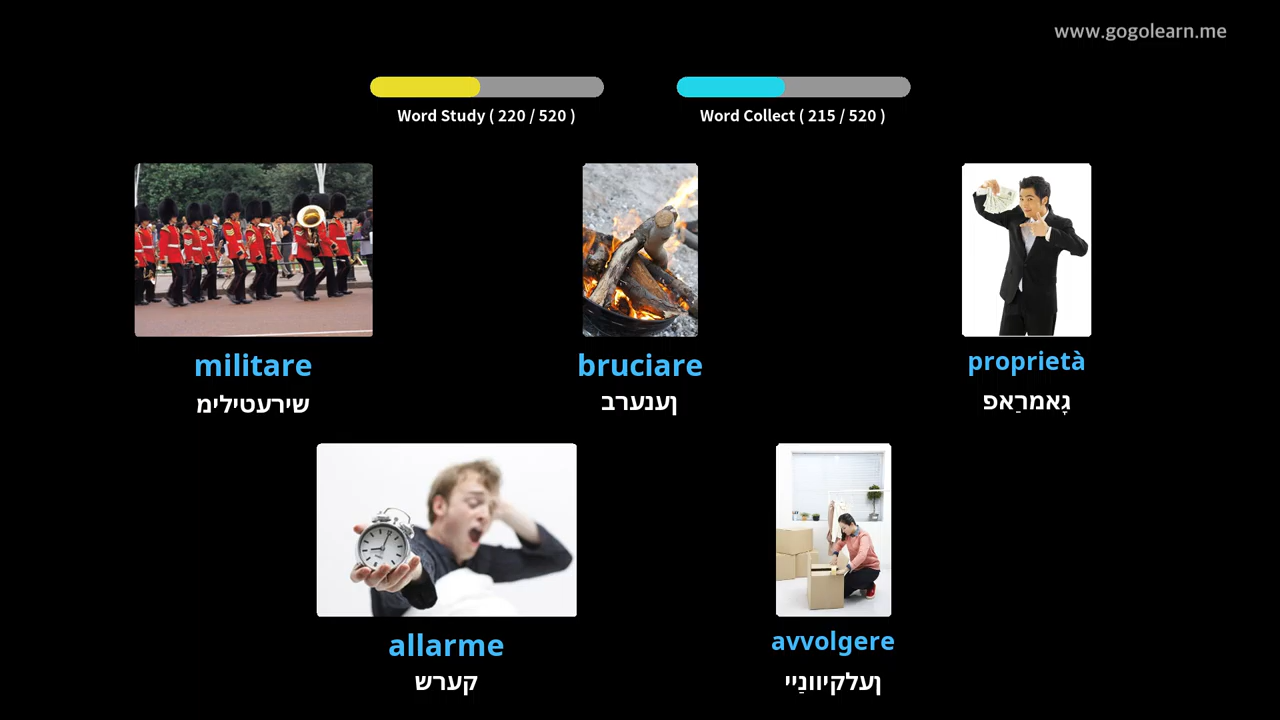 www.gogolearn.me
Word Study ( 220 / 520 )
Word Collect ( 215 / 520 )
militare
bruciare
proprietà
שירעטילימ
ןענערב
גָאמרַאפ
allarme
avvolgere
קערש
ןעלקיוונַיי